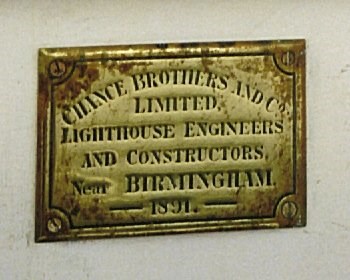 CHANCE BROTHERS AND Co.
LIMITED.
LIGHTHOUSE ENGINEERS
AND CONSTRUCTORS,
Near BIRMINGHAM.
1891.